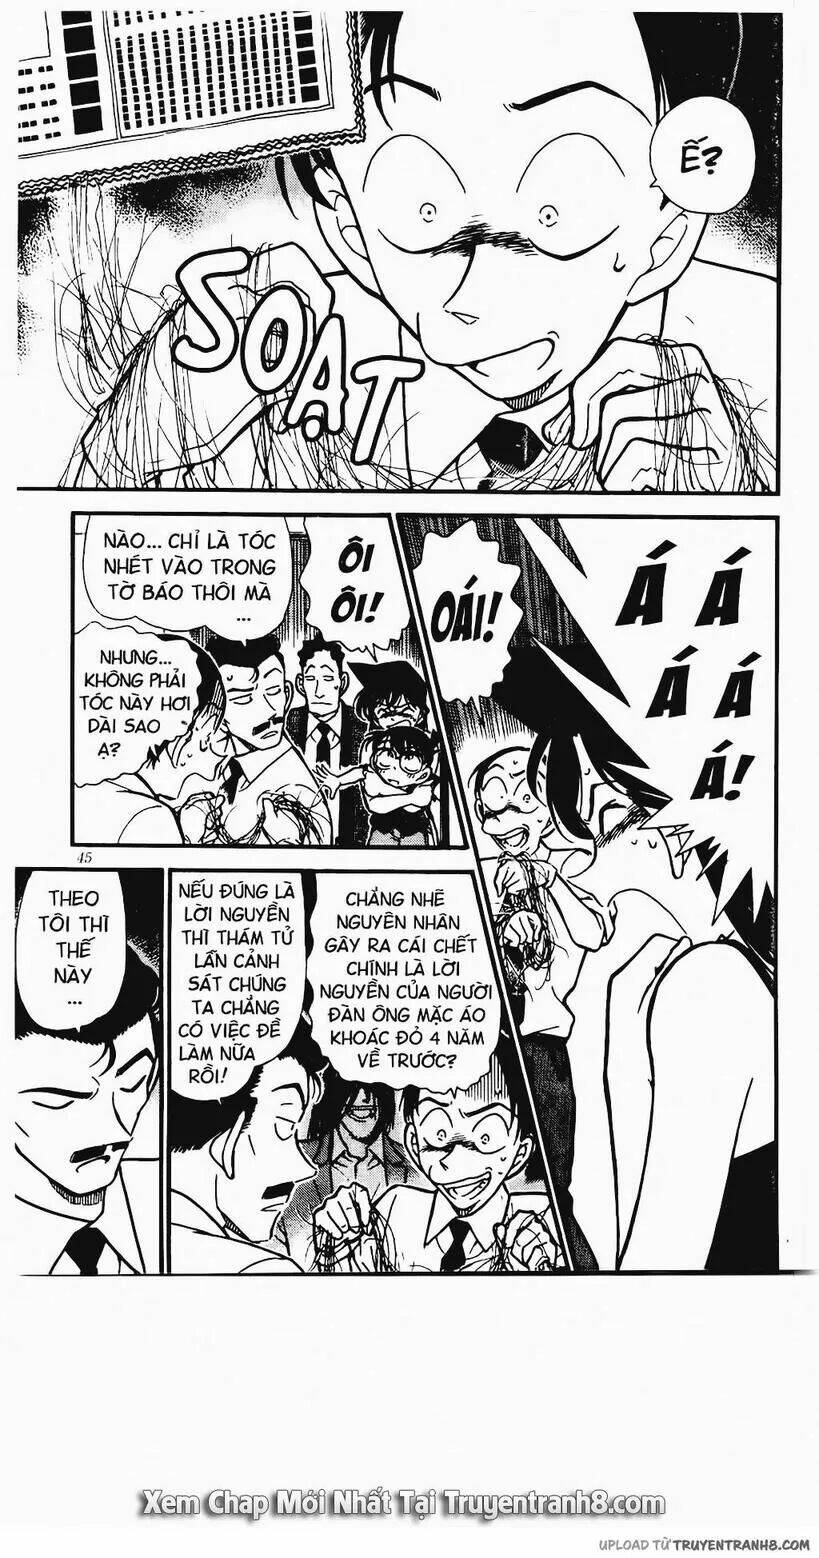 Ế?
SOẠT
Á Á
Á Á
Á!
OÁI!
ÔI
ÔI!
NÀO... CHỈ LÀ TÓC
NHÉT VÀO TRONG
TỜ BÁO THÔI MÀ
...
NHƯNG...
KHÔNG PHẢI
TÓC NÀY HƠI
DÀI SAO
Ạ?
45
CHẲNG NHẼ
NGUYÊN NHÂN
GÂY RA CÁI CHẾT
CHÍNH LÀ LỜI
NGUYỀN CỦA NGƯỜI
ĐÀN ÔNG MẶC ÁO
KHOÁC ĐỎ 4 NĂM
VỀ TRƯỚC?
NẾU ĐÚNG LÀ
LỜI NGUYỀN
THÌ THÁM TỬ
LẪN CẢNH
SÁT CHÚNG
TA CHẲNG
CÓ VIỆC ĐỂ
LÀM NỮA
RỒI!
THEO
TÔI THÌ
THẾ
NÀY
...
Xem Chap Mới Nhất Tại Truyentranh8.com
UPLOAD TỪ TRUYENTRANH8.COM